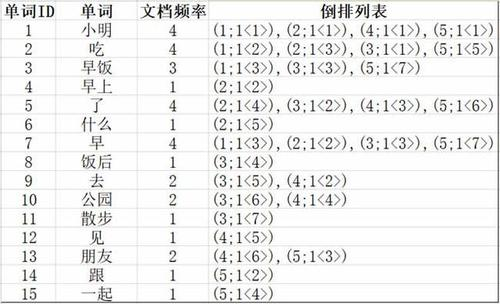 单词ID 单词 文档频率 倒排列表
1 小明 4 (1;1<1>),(2;1<1>),(4;1<1>),(5;1<1>)
2 吃 4 (1;1<2>),(2;1<3>),(3;1<1>),(5;1<5>)
3 早饭 3 (1;1<3>),(3;1<3>),(5;1<7>)
4 早上 1 (2;1<2>)
5 了 4 (2;1<4>),(3;1<2>),(4;1<3>),(5;1<6>)
6 什么 1 (2;1<5>)
7 早 4 (1;1<3>),(2;1<2>),(3;1<3>),(5;1<7>)
8 饭后 1 (3;1<4>)
9 去 2 (3;1<5>),(4;1<2>)
10 公园 2 (3;1<6>),(4;1<4>)
11 散步 1 (3;1<7>)
12 见 1 (4;1<5>)
13 朋友 2 (4;1<6>),(5;1<3>)
14 跟 1 (5;1<2>)
15 一起 1 (5;1<4>)